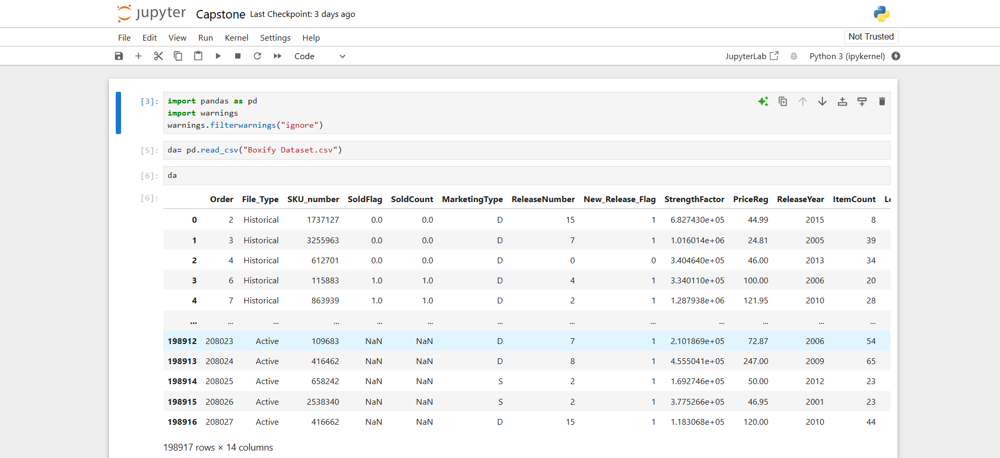 jupyter Capstone Last Checkpoint: 3 days ago
File Edit View Run Kernel Settings Help Not Trusted
Code JupyterLab Python 3 (ipykernel)
[3]: import pandas as pd
import warnings
warnings.filterwarnings("ignore")
[5]: da= pd.read_csv("Boxify Dataset.csv")
[6]: da
[6]: Order File_Type SKU_number SoldFlag SoldCount MarketingType ReleaseNumber New_Release_Flag StrengthFactor PriceReg ReleaseYear ItemCount
0 2 Historical 1737127 0.0 0.0 D 15 1 6.827430e+05 44.99 2015 8
1 3 Historical 3255963 0.0 0.0 D 7 1 1.016014e+06 24.81 2005 39
2 4 Historical 612701 0.0 0.0 D 0 0 3.404640e+05 46.00 2013 34
3 6 Historical 115883 1.0 1.0 D 4 1 3.340110e+05 100.00 2006 20
4 7 Historical 863939 1.0 1.0 D 2 1 1.287938e+06 121.95 2010 28
... ... ... ... ... ... ... ... ... ... ... ... ...
198912 208023 Active 109683 NaN NaN D 7 1 2.101869e+05 72.87 2006 54
198913 208024 Active 416462 NaN NaN D 8 1 4.555041e+05 247.00 2009 65
198914 208025 Active 658242 NaN NaN S 2 1 1.692746e+05 50.00 2012 23
198915 208026 Active 2538340 NaN NaN S 2 1 3.775266e+05 46.95 2001 23
198916 208027 Active 416662 NaN NaN D 15 1 1.183068e+05 120.00 2010 44
198917 rows × 14 columns